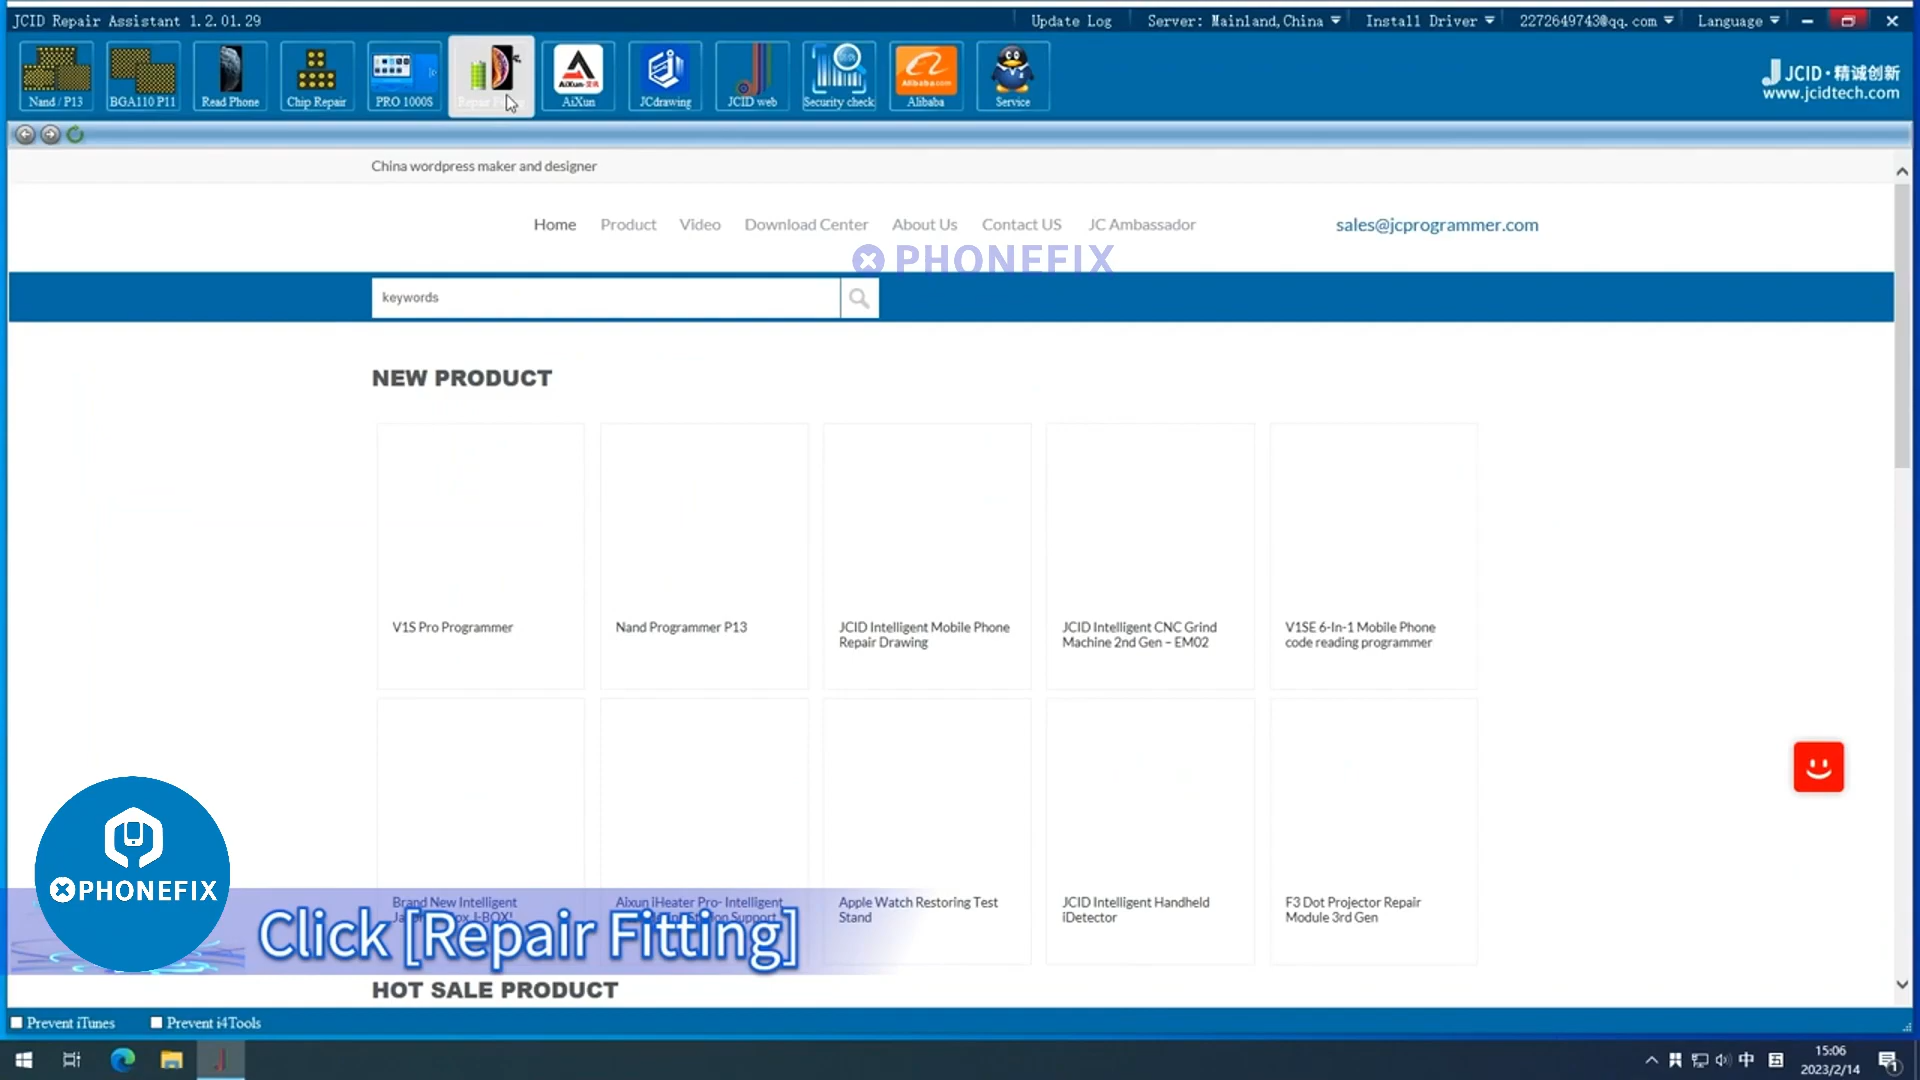 JCID Repair Assistant 1.2.01.29
Update Log
Server: Mainland,China
Install Driver
2272649743@qq.com
Language
Nand / P13
BGA110 P11
Read Phone
Chip Repair
PRO 1000S
AiXun
JCdrawing
JCID web
Security check
Alibaba
Service
JCID·精诚创新
www.jcidtech.com
China wordpress maker and designer
Home
Product
Video
Download Center
About Us
Contact US
JC Ambassador
sales@jcprogrammer.com
PHONEFIX
keywords
NEW PRODUCT
V1S Pro Programmer
Nand Programmer P13
JCID Intelligent Mobile Phone
Repair Drawing
JCID Intelligent CNC Grind
Machine 2nd Gen – EM02
V1SE 6-In-1 Mobile Phone
code reading programmer
Brand New Intelligent
Aixun iHeater Pro- Intelligent
Support
Apple Watch Restoring Test
Stand
JCID Intelligent Handheld
iDetector
F3 Dot Projector Repair
Module 3rd Gen
PHONEFIX
Click [Repair Fitting]
HOT SALE PRODUCT
Prevent iTunes
Prevent i4Tools
中
15:06
2023/2/14
1